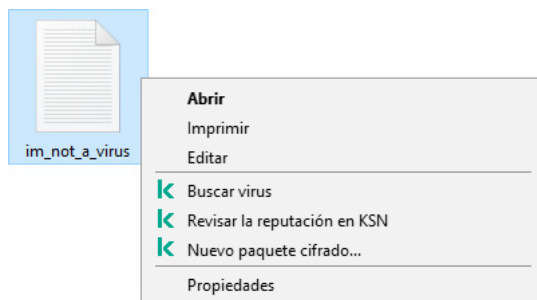 im_not_a_virus
Abrir
Imprimir
Editar
Buscar virus
Revisar la reputación en KSN
Nuevo paquete cifrado...
Propiedades